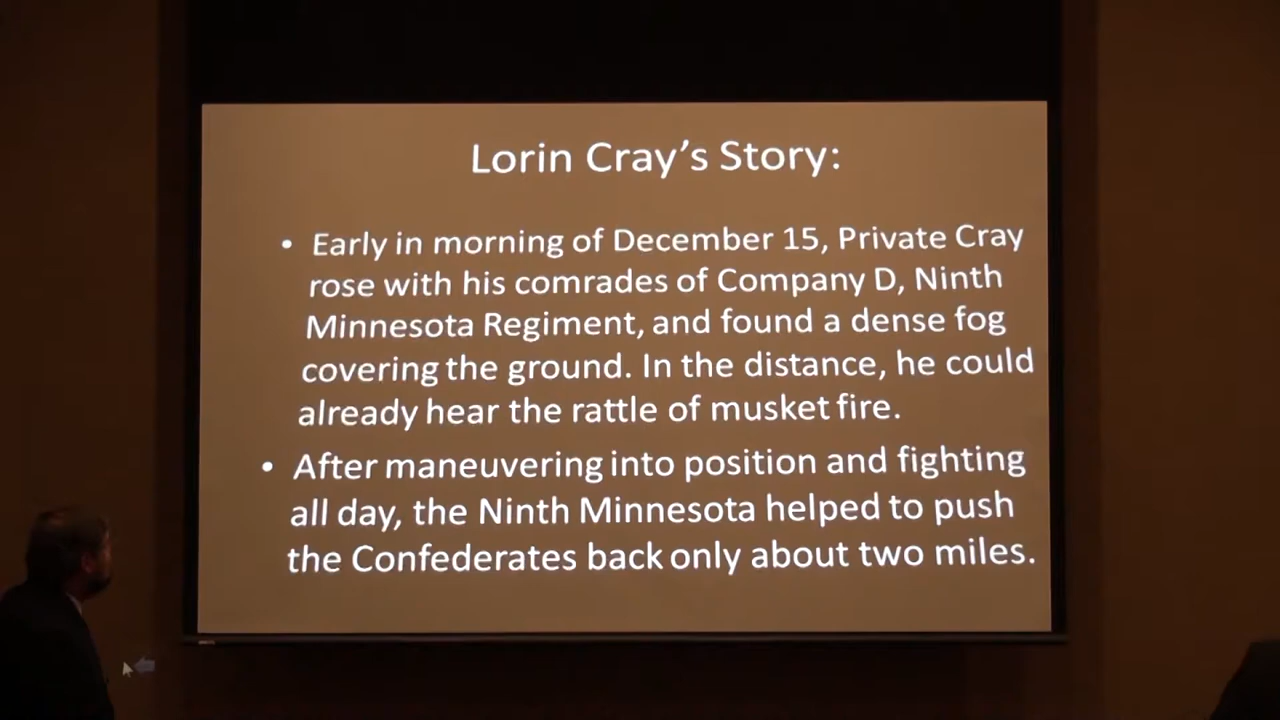 Lorin Cray's Story:
• Early in morning of December 15, Private Cray
rose with his comrades of Company D, Ninth
Minnesota Regiment, and found a dense fog
covering the ground. In the distance, he could
already hear the rattle of musket fire.
• After maneuvering into position and fighting
all day, the Ninth Minnesota helped to push
the Confederates back only about two miles.